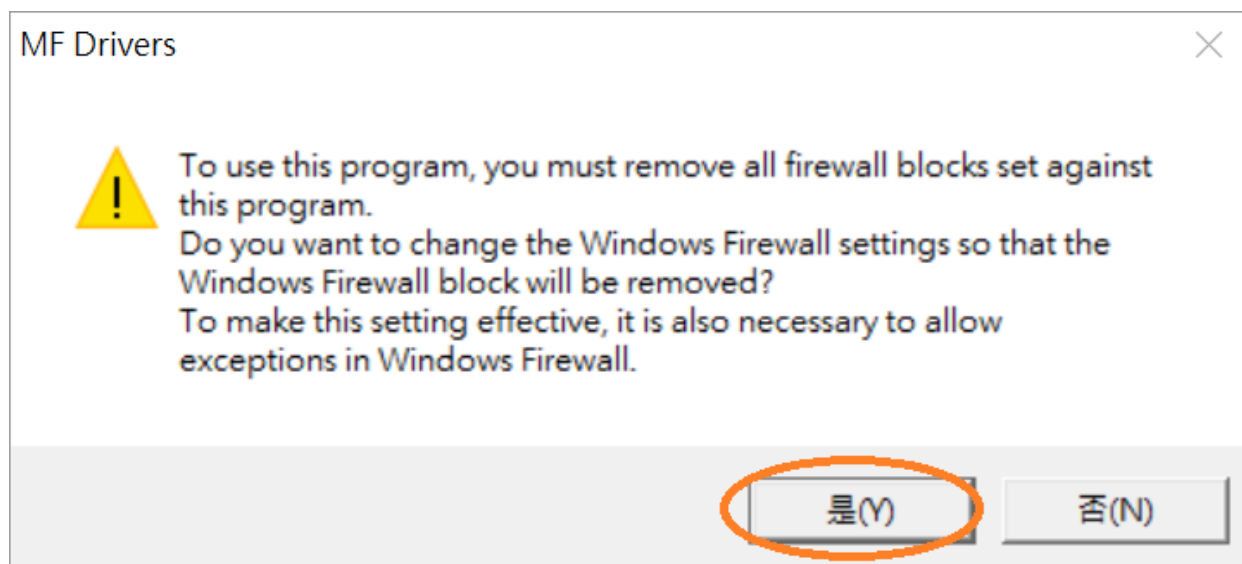 MF Drivers
To use this program, you must remove all firewall blocks set against
this program.
Do you want to change the Windows Firewall settings so that the
Windows Firewall block will be removed?
To make this setting effective, it is also necessary to allow
exceptions in Windows Firewall.
是(Y)
否(N)